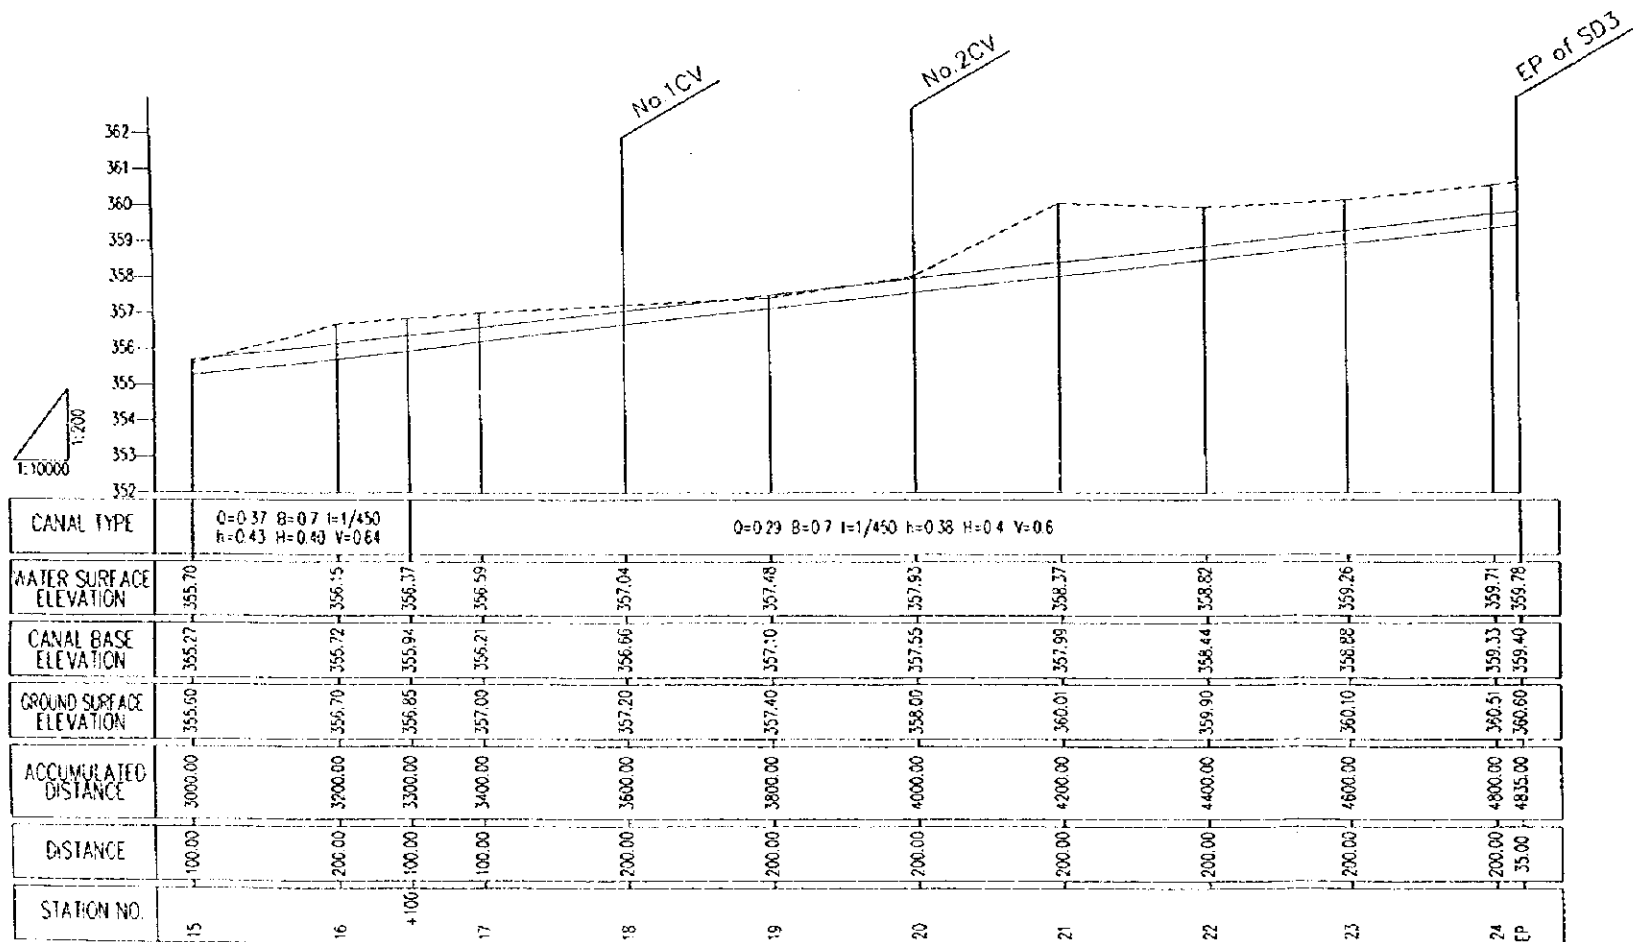 No.1CV
No.2CV
EP of SD3
362
361
360
359
358
357
356
355
354
353
352
1:200
1:10000
CANAL TYPE
Q=0.37 B=0.7 I=1/450
h=0.43 H=0.40 V=0.64
Q=0.29 B=0.7 I=1/450 h=0.38 H=0.4 V=0.6
WATER SURFACE
ELEVATION
355.70 356.15 356.37 356.59 357.04 357.48 357.93 358.37 358.82 359.26 359.71 359.78
CANAL BASE
ELEVATION
355.27 355.72 355.94 356.21 356.66 357.10 357.55 357.99 358.44 358.88 359.33 359.40
GROUND SURFACE
ELEVATION
355.60 356.70 356.85 357.00 357.20 357.40 358.00 360.01 359.90 360.10 360.51 360.60
ACCUMULATED
DISTANCE
3000.00 3200.00 3300.00 3400.00 3600.00 3800.00 4000.00 4200.00 4400.00 4600.00 4800.00 4835.00
DISTANCE
100.00 200.00 100.00 100.00 200.00 200.00 200.00 200.00 200.00 200.00 200.00 335.00
STATION NO.
15 16 +100 17 18 19 20 21 22 23 24 EP